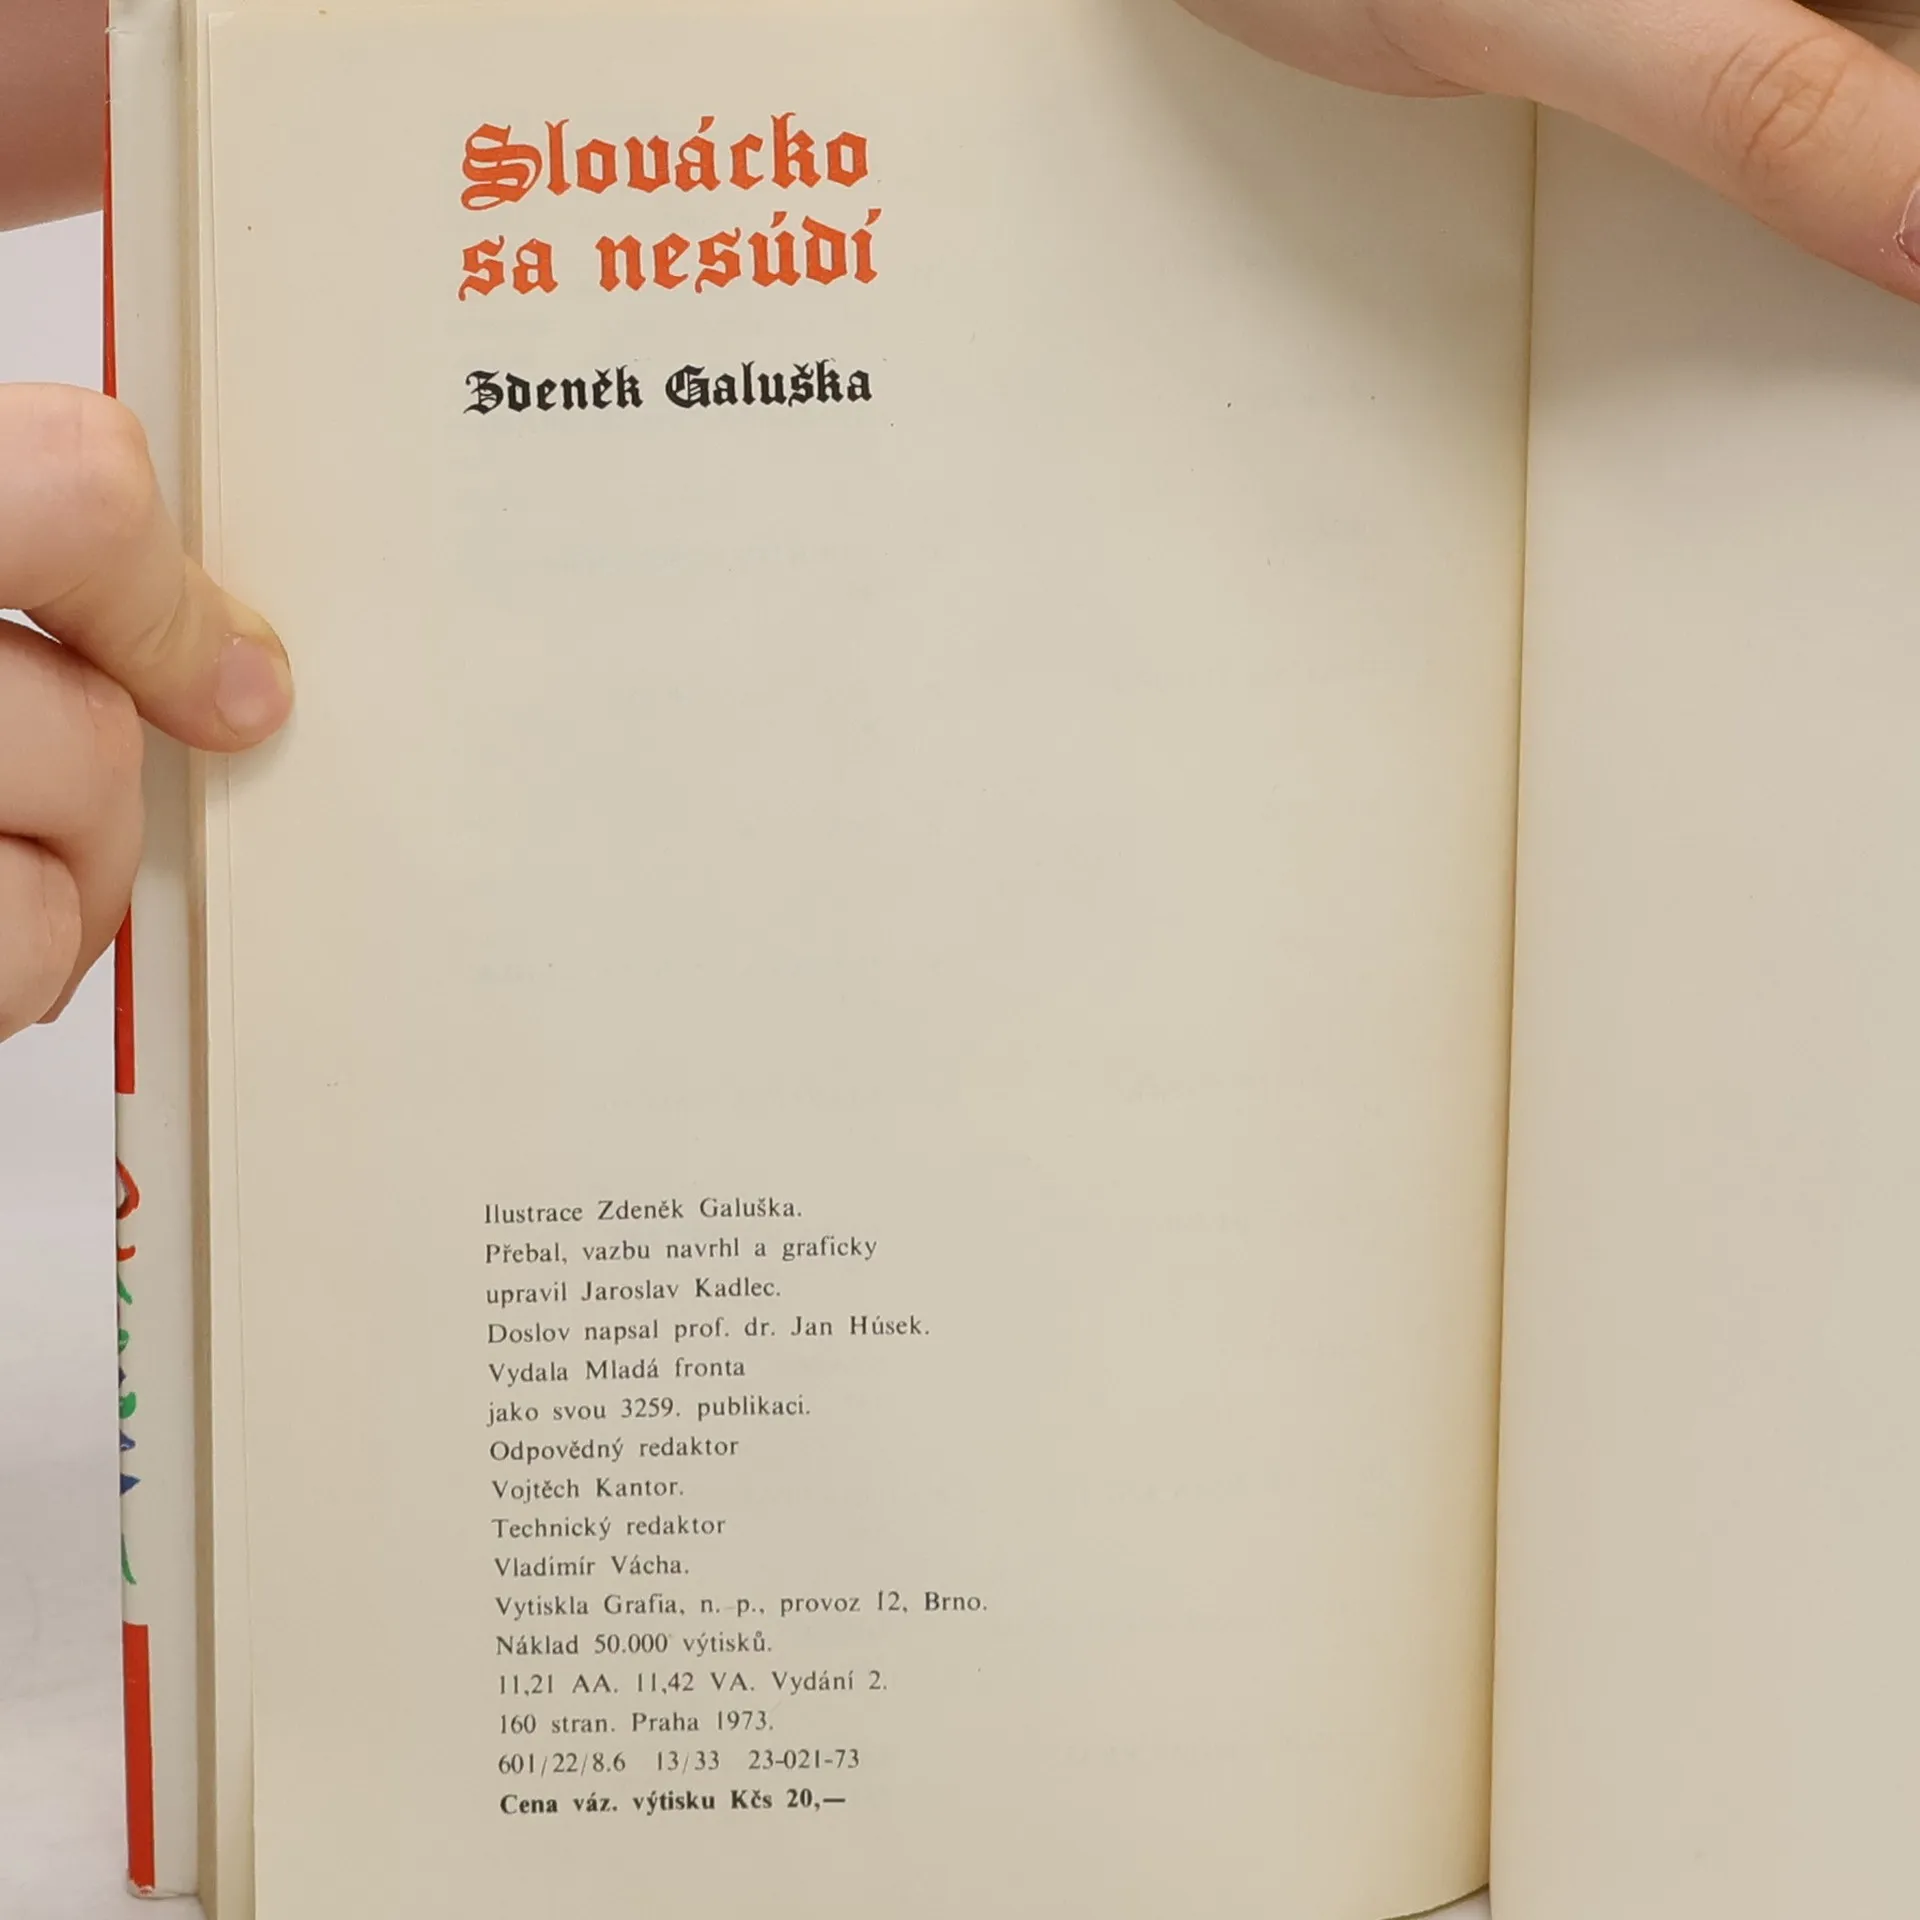 Slovácko
sa nesúdí
Zdeněk Galuška
Ilustrace Zdeněk Galuška.
Přebal, vazbu navrhl a graficky
upravil Jaroslav Kadlec.
Doslov napsal prof. dr. Jan Húsek.
Vydala Mladá fronta
jako svou 3259. publikaci.
Odpovědný redaktor
Vojtěch Kantor.
Technický redaktor
Vladimír Vácha.
Vytiskla Grafia, n. p., provoz 12, Brno.
Náklad 50.000 výtisků.
11,21 AA. 11,42 VA. Vydání 2.
160 stran. Praha 1973.
601/22/8.6 13/33 23-021-73
Cena váz. výtisku Kčs 20,—